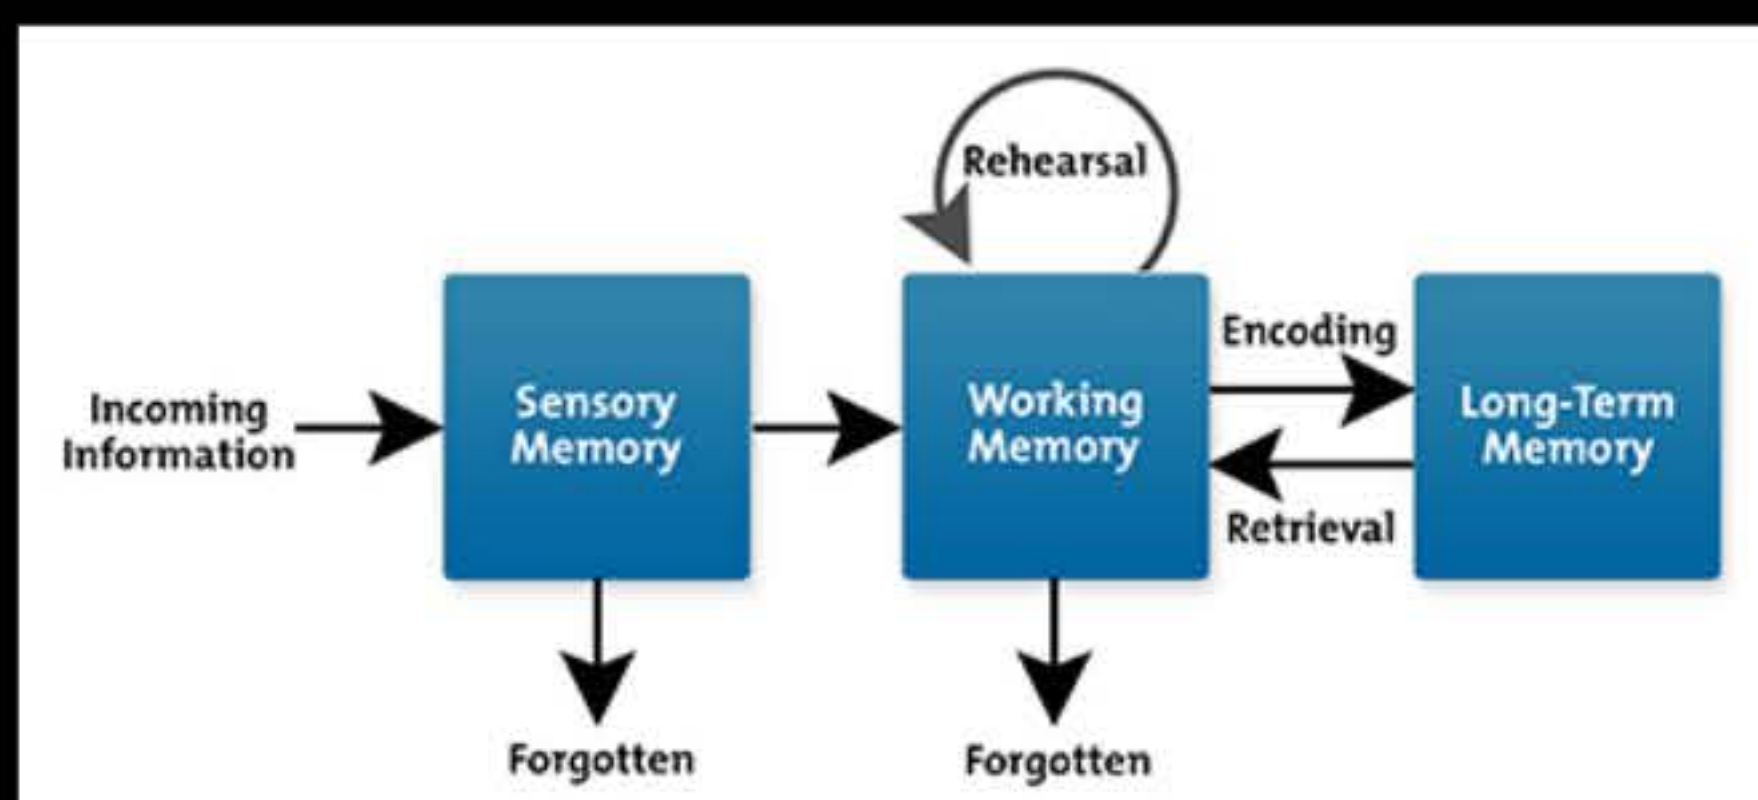 Rehearsal
Incoming
Information
Sensory
Memory
Working
Memory
Encoding
Retrieval
Long-Term
Memory
Forgotten
Forgotten